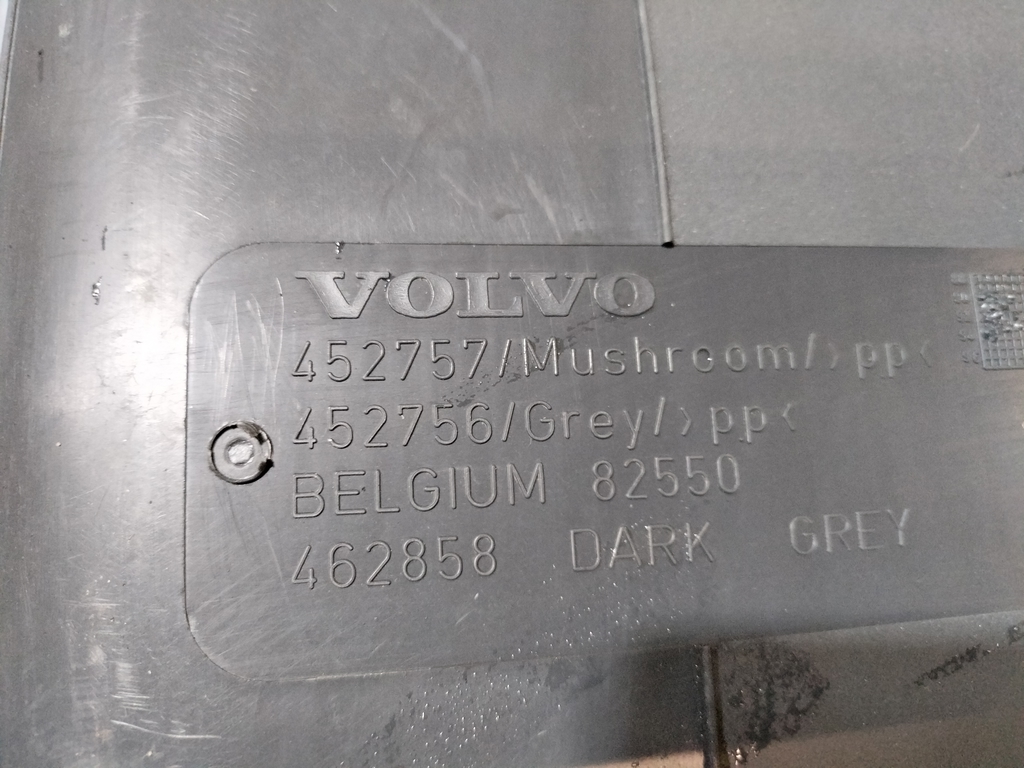 VOLVO
452757/Mushroom/>pp<
452756/Grey/>pp<
BELGIUM 82550
462858 DARK GREY